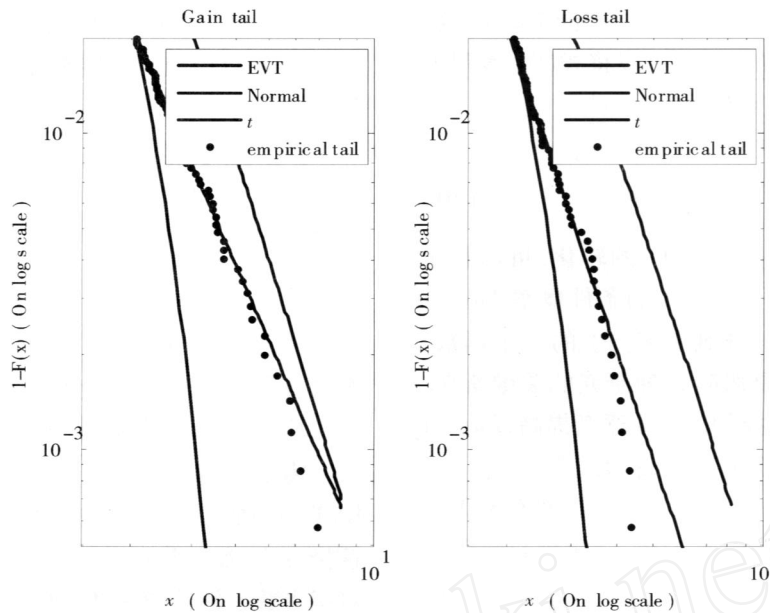 Gain tail
EVT
Normal
t
empirical tail
10^-2
10^-3
10^1
1-F(x) ( On log scale )
x ( On log scale )
Loss tail
EVT
Normal
t
empirical tail
10^-2
10^-3
10
1-F(x) ( On log scale )
x ( On log scale )